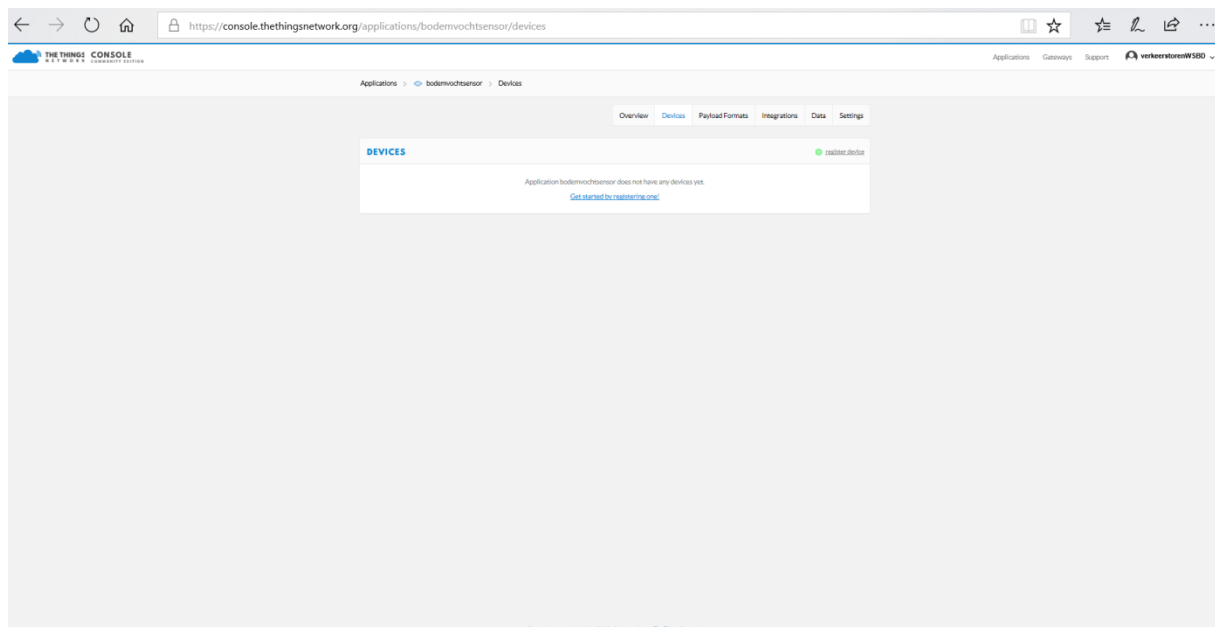 https://console.thethingsnetwork.org/applications/bodemvochtsensor/devices
THE THINGS CONSOLE
NETWORK COMMUNITY EDITION
Applications Gateways Support verkeerstorenWSBD
Applications > bodemvochtsensor > Devices
Overview Devices Payload Formats Integrations Data Settings
DEVICES register device
Application bodemvochtsensor does not have any devices yet.
Get started by registering one!